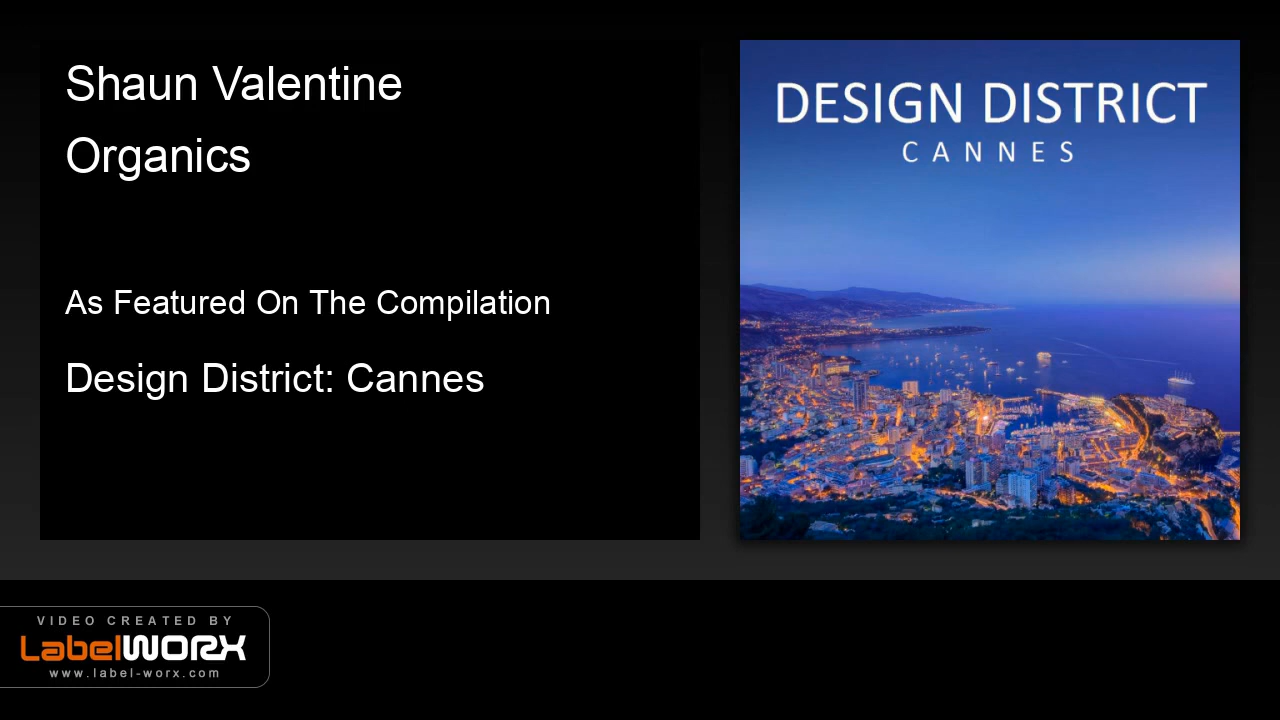 Shaun Valentine
Organics
As Featured On The Compilation
Design District: Cannes
DESIGN DISTRICT
CANNES
VIDEO CREATED BY
LabelWORX
www.label-worx.com